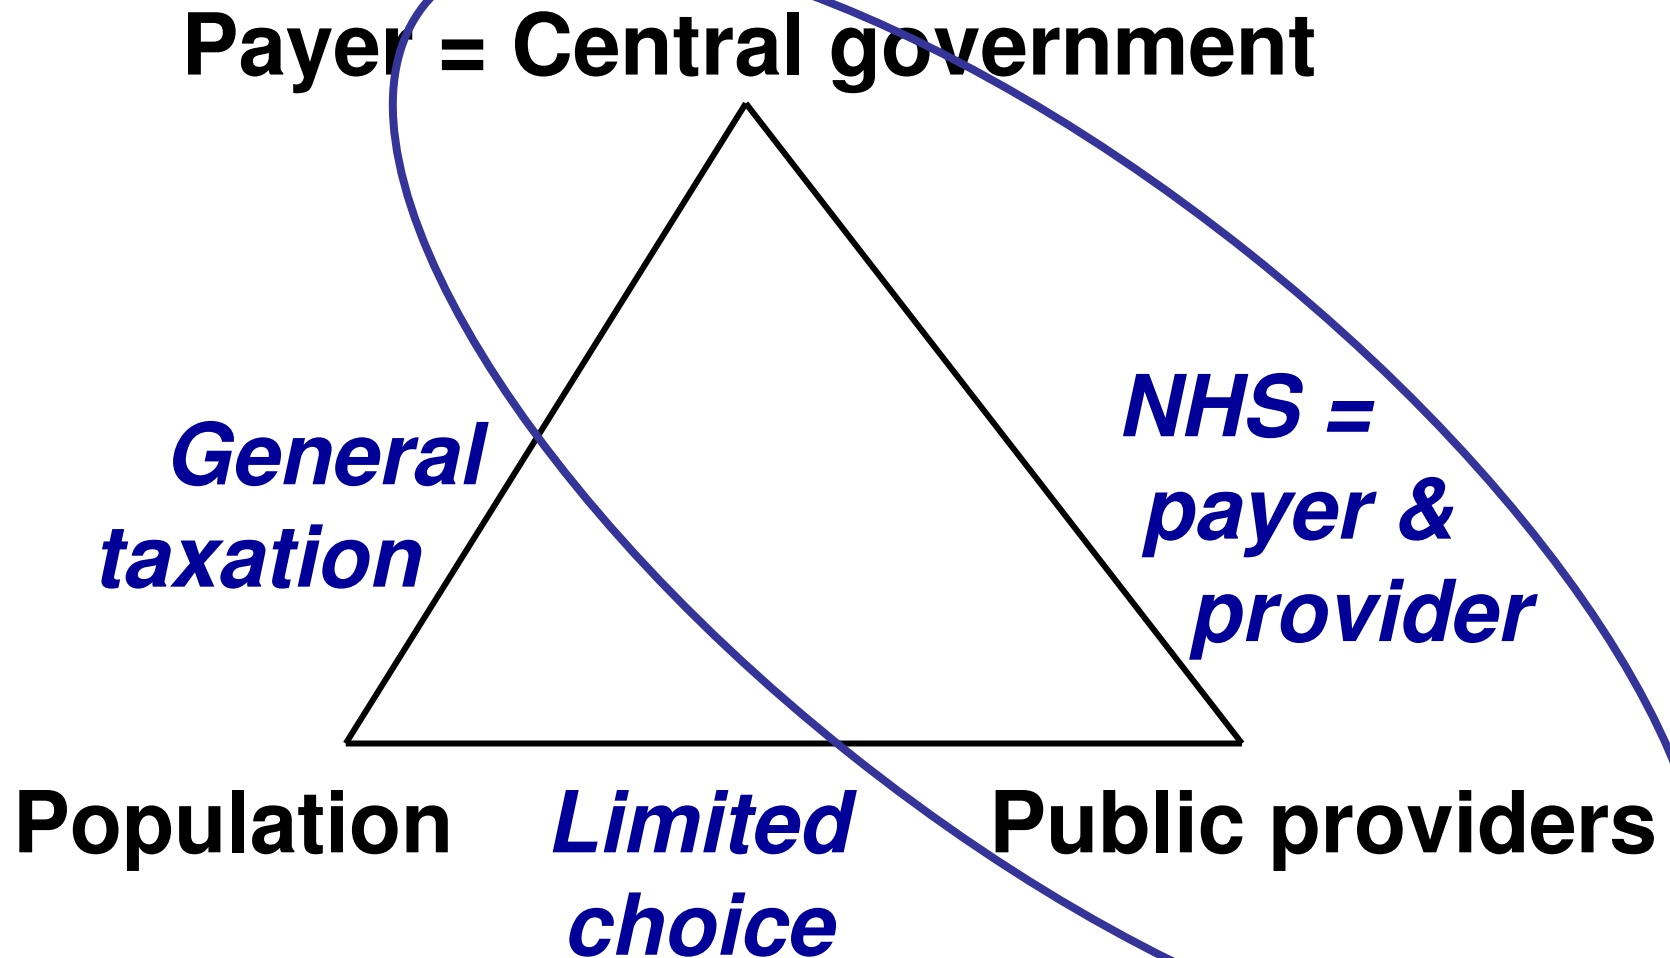 Payer = Central government
General
taxation
NHS =
payer &
provider
Population
Limited
choice
Public providers